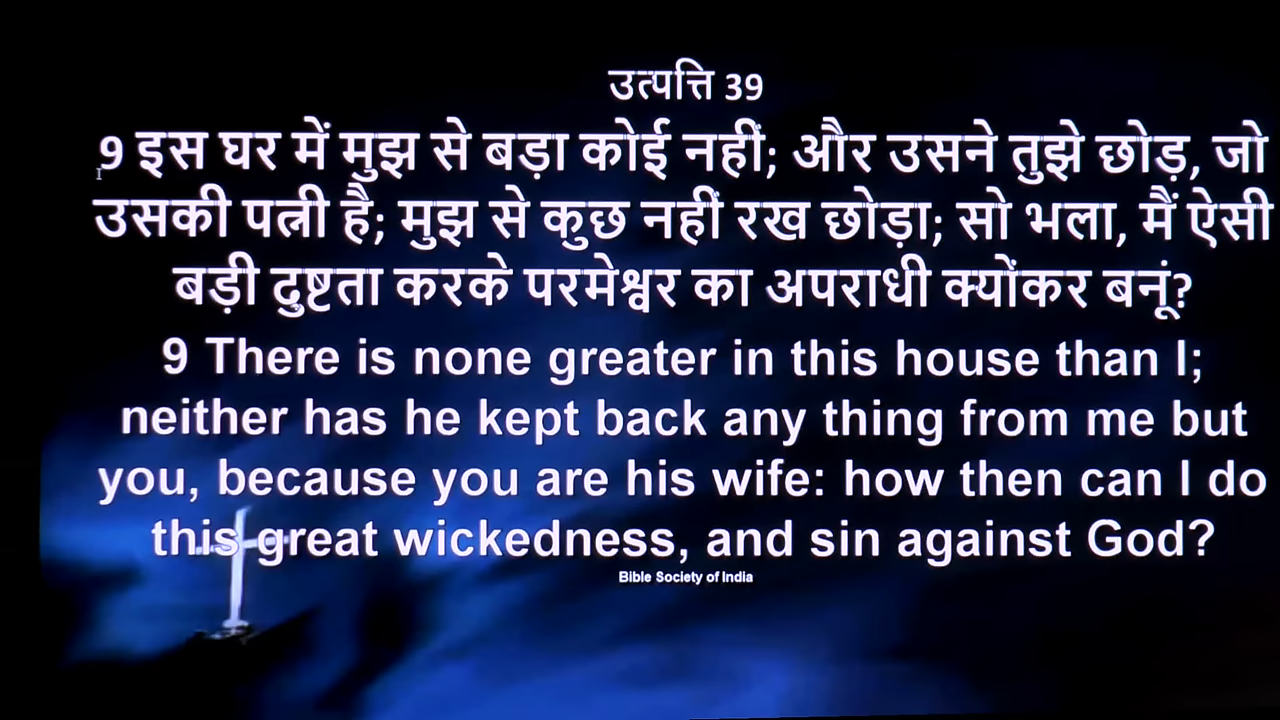 उत्पत्ति 39
9 इस घर में मुझ से बड़ा कोई नहीं; और उसने तुझे छोड़, जो
उसकी पत्नी है; मुझ से कुछ नहीं रख छोड़ा; सो भला, मैं ऐसी
बड़ी दुष्टता करके परमेश्वर का अपराधी क्योंकर बनूं?
9 There is none greater in this house than I;
neither has he kept back any thing from me but
you, because you are his wife: how then can I do
this great wickedness, and sin against God?
Bible Society of India